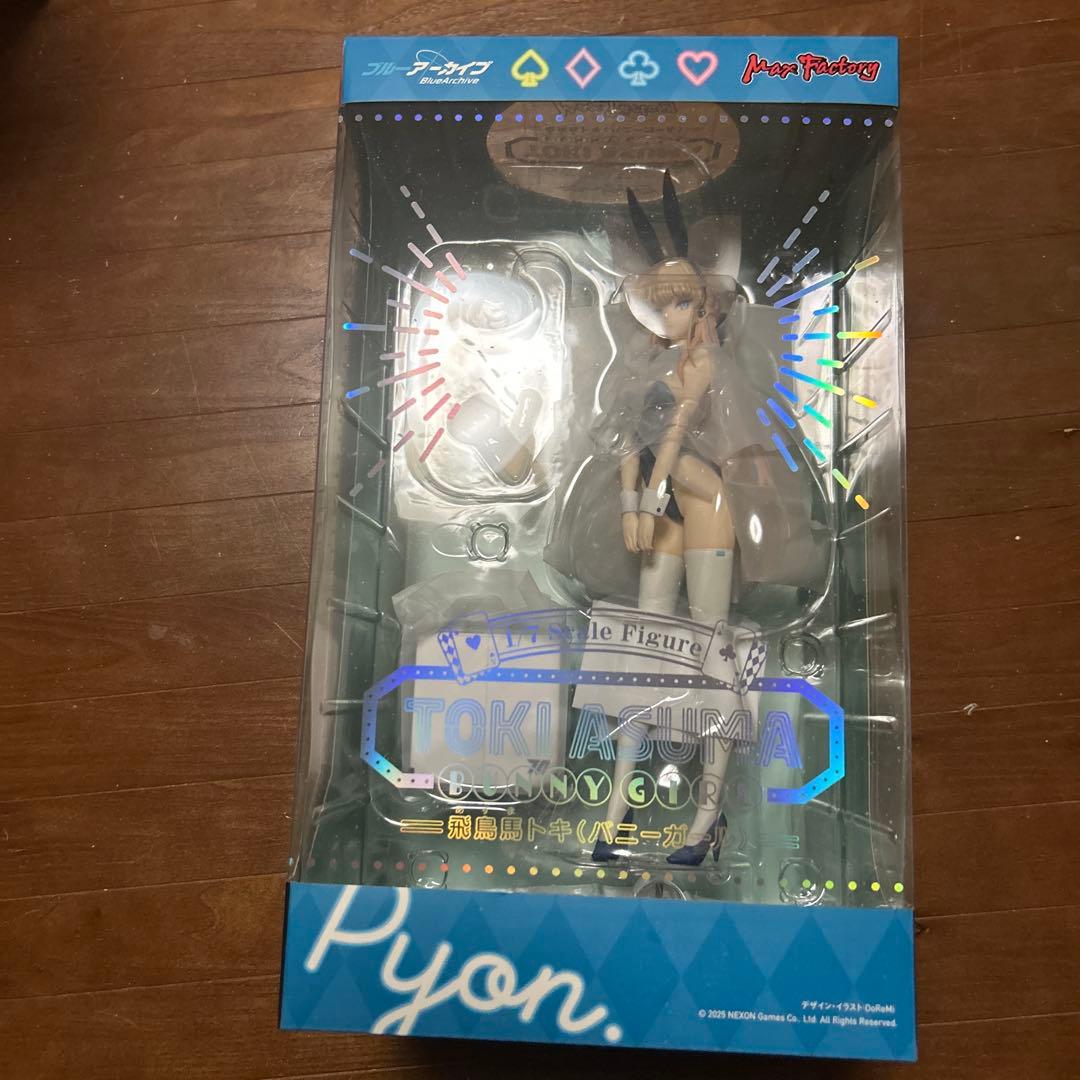 ブルーアーカイブ
BlueArchive
Max Factory
1/7 Scale Figure
TOKI ASUMA
BUNNY GIRL
飛鳥馬トキ(バニーガール)
Pyon.
デザイン・イラスト:DoReMi
© 2025 NEXON Games Co., Ltd. All Rights Reserved.